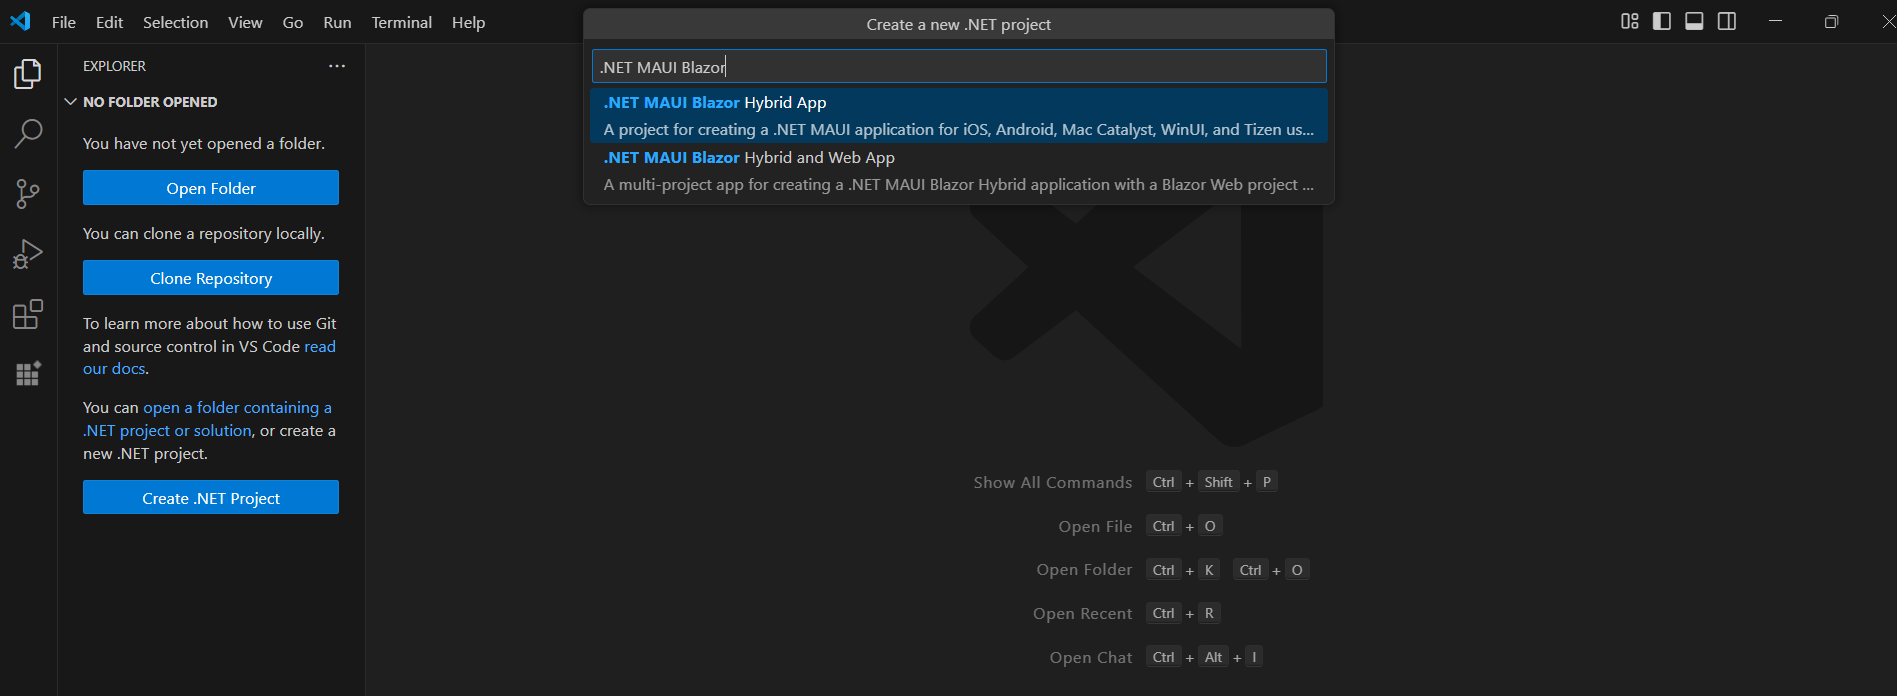 File Edit Selection View Go Run Terminal Help
Create a new .NET project
.NET MAUI Blazor
.NET MAUI Blazor Hybrid App
A project for creating a .NET MAUI application for iOS, Android, Mac Catalyst, WinUI, and Tizen us...
.NET MAUI Blazor Hybrid and Web App
A multi-project app for creating a .NET MAUI Blazor Hybrid application with a Blazor Web project ...
EXPLORER
NO FOLDER OPENED
You have not yet opened a folder.
Open Folder
You can clone a repository locally.
Clone Repository
To learn more about how to use Git
and source control in VS Code read
our docs.
You can open a folder containing a
.NET project or solution, or create a
new .NET project.
Create .NET Project
Show All Commands Ctrl + Shift + P
Open File Ctrl + O
Open Folder Ctrl + K Ctrl + O
Open Recent Ctrl + R
Open Chat Ctrl + Alt + I